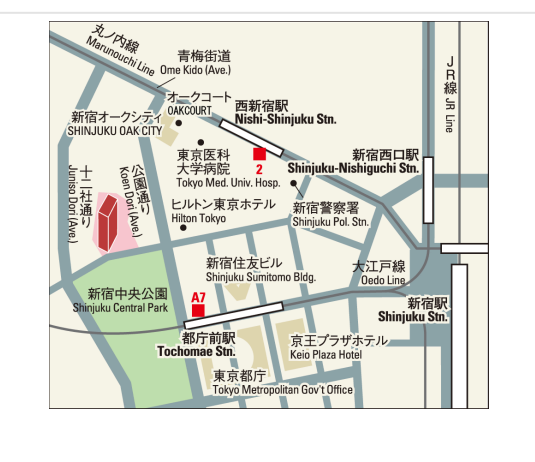 丸ノ内線
Marunouchi Line
青梅街道
Ome Kido (Ave.)
JR線 JR Line
オークコート
OAKCOURT
西新宿駅
Nishi-Shinjuku Stn.
新宿オークシティ
SHINJUKU OAK CITY
東京医科
大学病院
Tokyo Med. Univ. Hosp.
2
新宿西口駅
Shinjuku-Nishiguchi Stn.
十二社通り
Juniso Dori (Ave.)
公園通り
Koen Dori (Ave.)
ヒルトン東京ホテル
Hilton Tokyo
新宿警察署
Shinjuku Pol. Stn.
新宿住友ビル
Shinjuku Sumitomo Bldg.
大江戸線
Oedo Line
新宿中央公園
Shinjuku Central Park
A7
新宿駅
Shinjuku Stn.
都庁前駅
Tochomae Stn.
京王プラザホテル
Keio Plaza Hotel
東京都庁
Tokyo Metropolitan Gov't Office